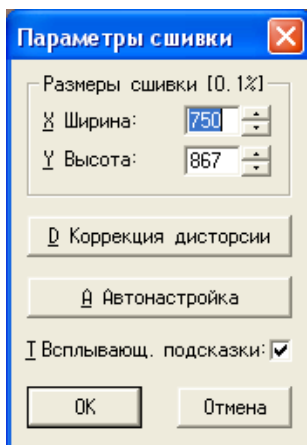 Параметры сшивки
Размеры сшивки [0.1%]
X Ширина: 750
Y Высота: 867
D Коррекция дисторсии
A Автонастройка
T Всплывающ. подсказки:
OK Отмена